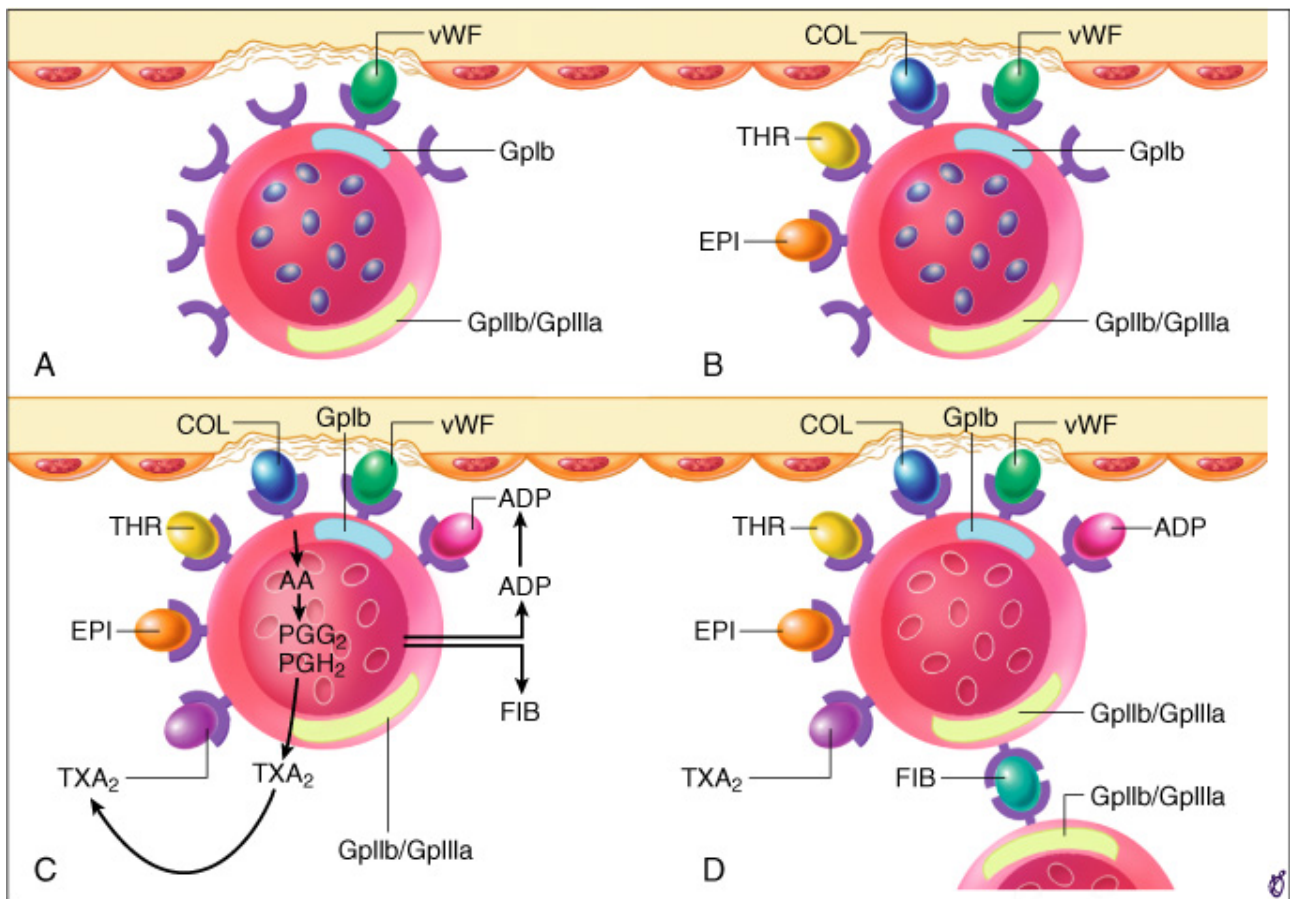 vWF
GpIb
GpIIb/GpIIIa
A
COL
vWF
THR
GpIb
EPI
GpIIb/GpIIIa
B
COL
GpIb
vWF
ADP
THR
AA
ADP
EPI
PGG₂
PGH₂
FIB
TXA₂
TXA₂
GpIIb/GpIIIa
C
COL
GpIb
vWF
THR
ADP
EPI
GpIIb/GpIIIa
TXA₂
FIB
GpIIb/GpIIIa
D